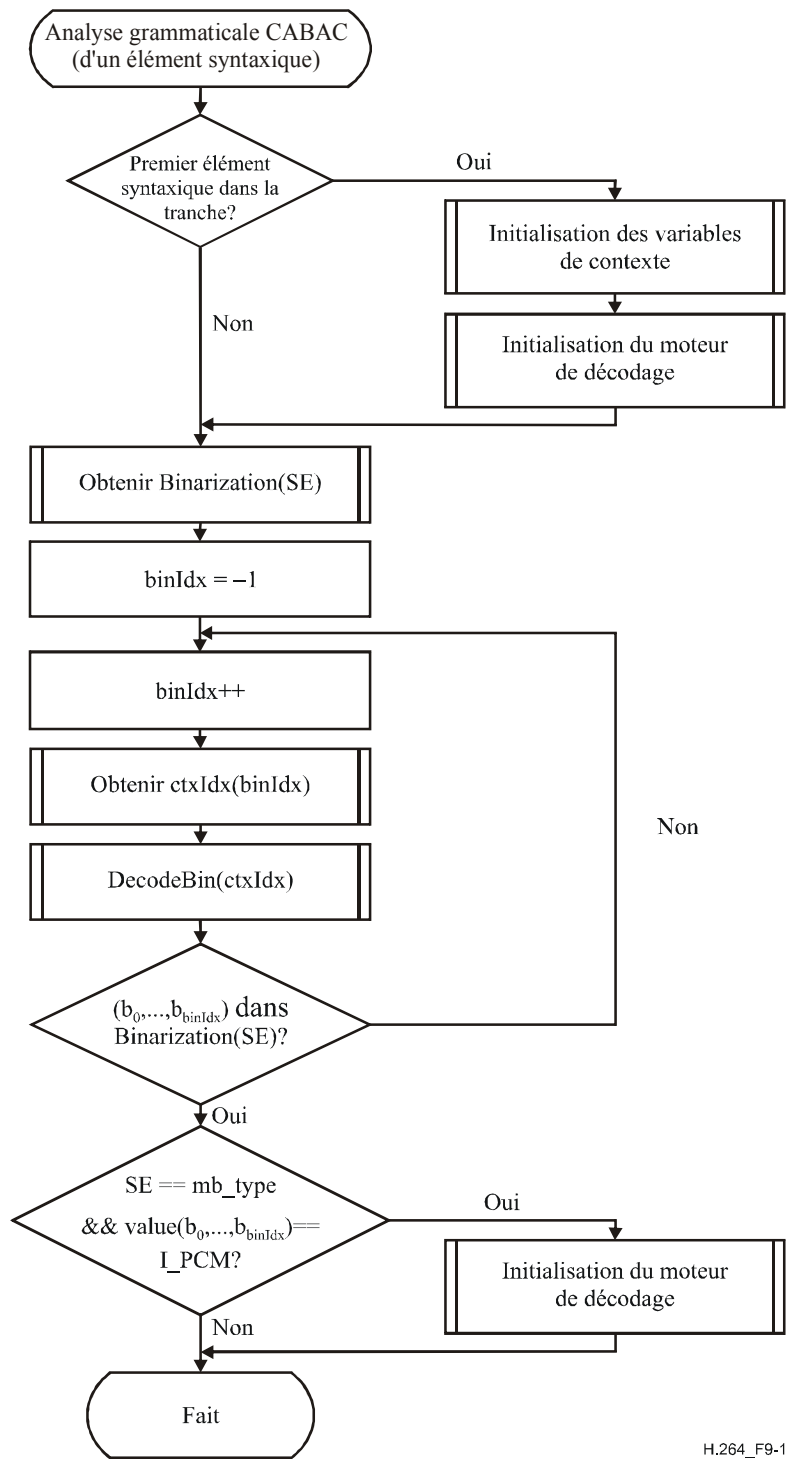 Analyse grammaticale CABAC
(d'un élément syntaxique)
Premier élément
syntaxique dans la
tranche?
Oui
Initialisation des variables
de contexte
Non
Initialisation du moteur
de décodage
Obtenir Binarization(SE)
binIdx = –1
binIdx++
Obtenir ctxIdx(binIdx)
Non
DecodeBin(ctxIdx)
(b0,...,bbinIdx) dans
Binarization(SE)?
Oui
SE == mb_type
&& value(b0,...,bbinIdx)==
I_PCM?
Oui
Initialisation du moteur
de décodage
Non
Fait
H.264_F9-1